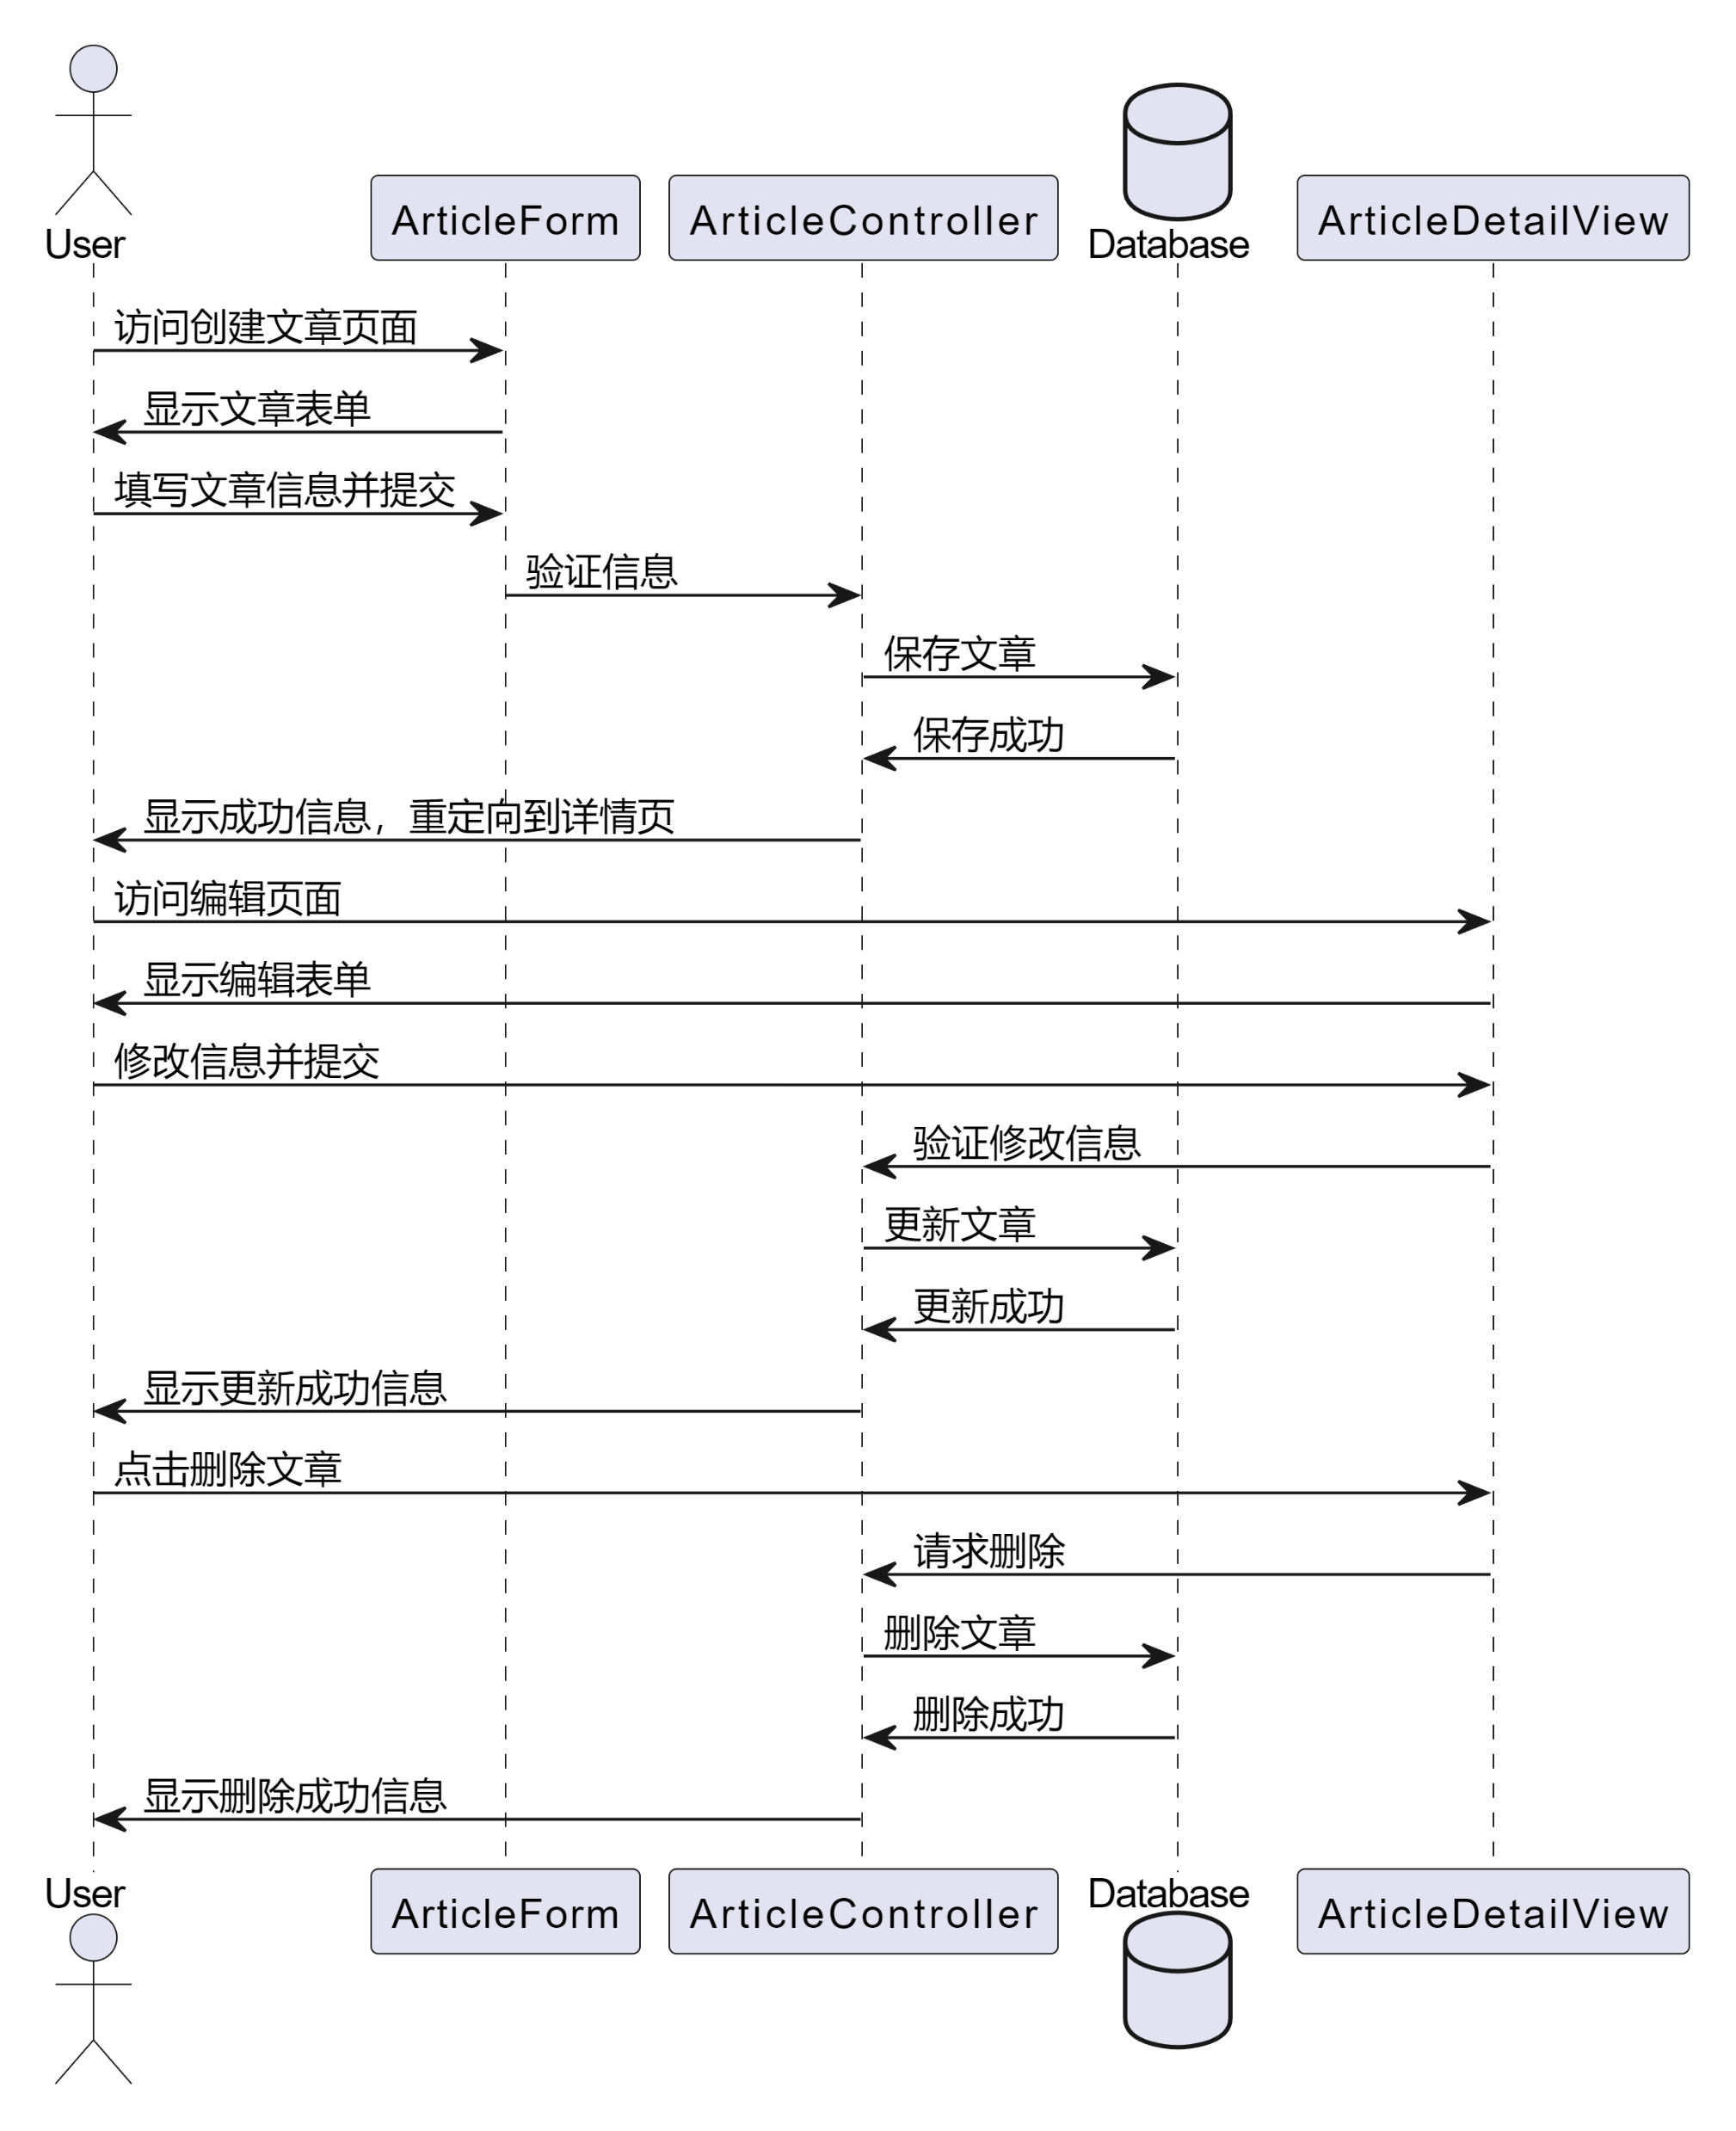 User
ArticleForm
ArticleController
Database
ArticleDetailView
访问创建文章页面
显示文章表单
填写文章信息并提交
验证信息
保存文章
保存成功
显示成功信息，重定向到详情页
访问编辑页面
显示编辑表单
修改信息并提交
验证修改信息
更新文章
更新成功
显示更新成功信息
点击删除文章
请求删除
删除文章
删除成功
显示删除成功信息
User
ArticleForm
ArticleController
Database
ArticleDetailView